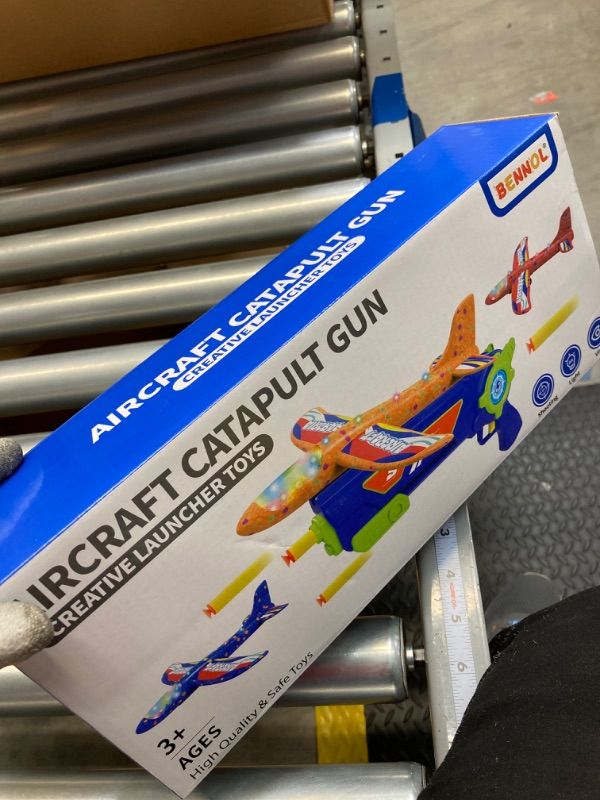 BENNOL
AIRCRAFT CATAPULT GUN
CREATIVE LAUNCHER TOYS
AIRCRAFT CATAPULT GUN
CREATIVE LAUNCHER TOYS
Shooting
Light
3+
AGES
High Quality & Safe Toys
3
4
5
6